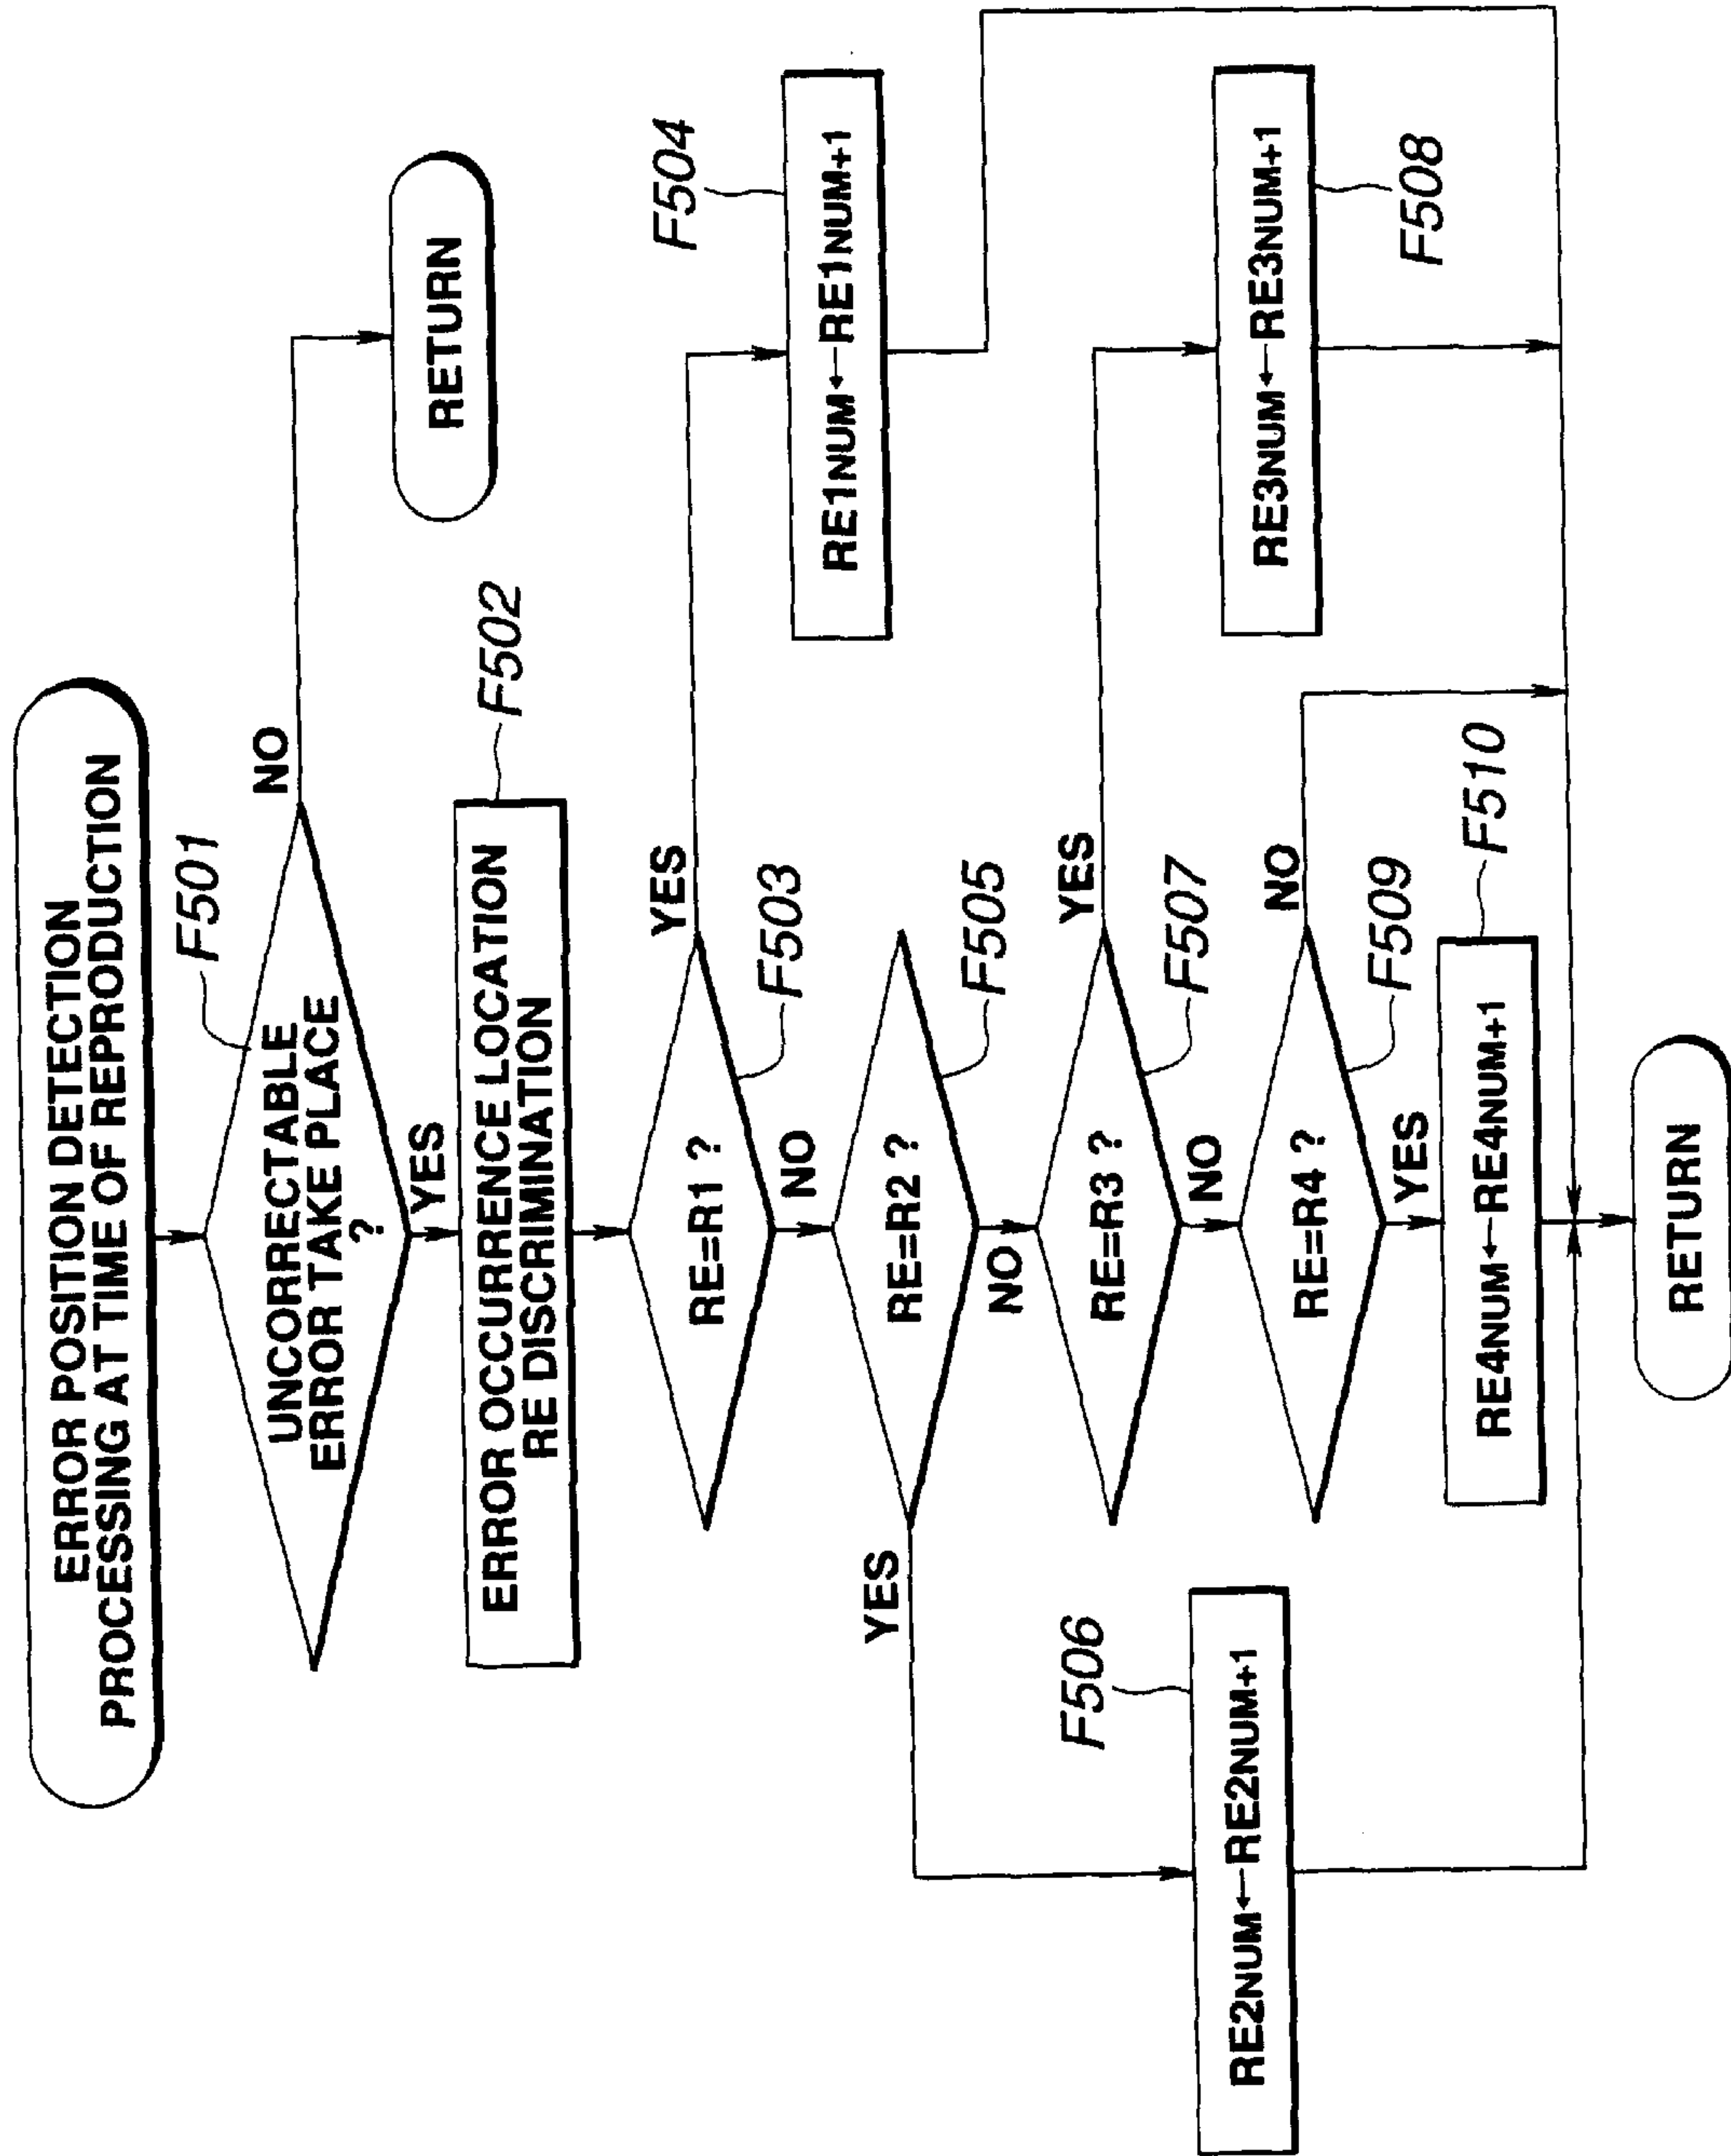 ERROR POSITION DETECTION
PROCESSING AT TIME OF REPRODUCTION
F501
UNCORRECTABLE
ERROR TAKE PLACE
?
NO
RETURN
YES
F502
ERROR OCCURRENCE LOCATION
RE DISCRIMINATION
RE=R1 ?
YES
F503
F504
RE1NUM←RE1NUM+1
NO
RE=R2 ?
F505
YES
F506
RE2NUM←RE2NUM+1
NO
RE=R3 ?
YES
F507
RE3NUM←RE3NUM+1
F508
NO
RE=R4 ?
NO
F509
YES
F510
RE4NUM←RE4NUM+1
RETURN